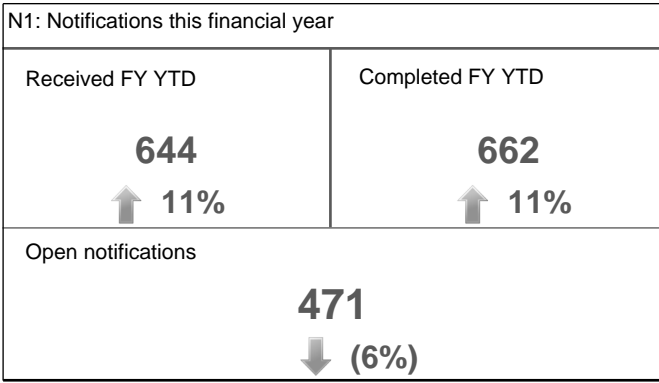 N1: Notifications this financial year
Received FY YTD
644
11%
Completed FY YTD
662
11%
Open notifications
471
(6%)